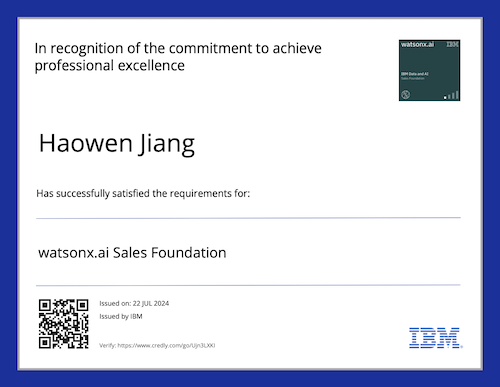 In recognition of the commitment to achieve
professional excellence
watsonx.ai IBM
IBM Data and AI
Sales Foundation
Haowen Jiang
Has successfully satisfied the requirements for:
watsonx.ai Sales Foundation
Issued on: 22 JUL 2024
Issued by IBM
Verify: https://www.credly.com/go/Ujn3LXKl
IBM